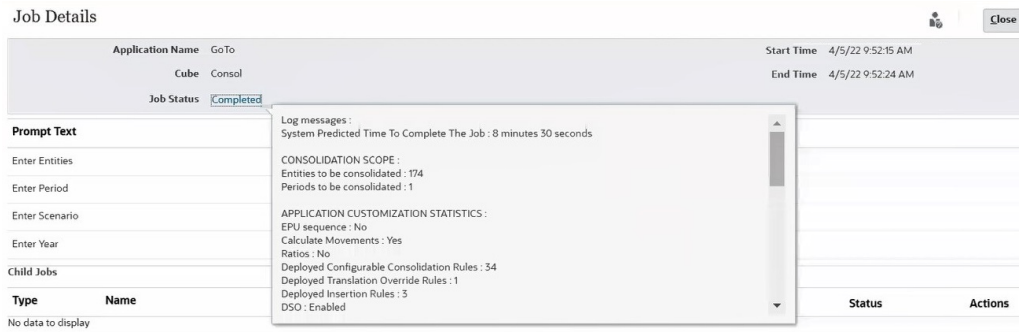 Job Details
Close
Application Name GoTo
Start Time 4/5/22 9:52:15 AM
Cube Consol
End Time 4/5/22 9:52:24 AM
Job Status Completed
Log messages :
System Predicted Time To Complete The Job : 8 minutes 30 seconds
CONSOLIDATION SCOPE :
Entities to be consolidated : 174
Periods to be consolidated : 1
APPLICATION CUSTOMIZATION STATISTICS :
EPU sequence : No
Calculate Movements : Yes
Ratios : No
Deployed Configurable Consolidation Rules : 34
Deployed Translation Override Rules : 1
Deployed Insertion Rules : 3
DSO : Enabled
Prompt Text
Enter Entities
Enter Period
Enter Scenario
Enter Year
Child Jobs
Type Name Status Actions
No data to display